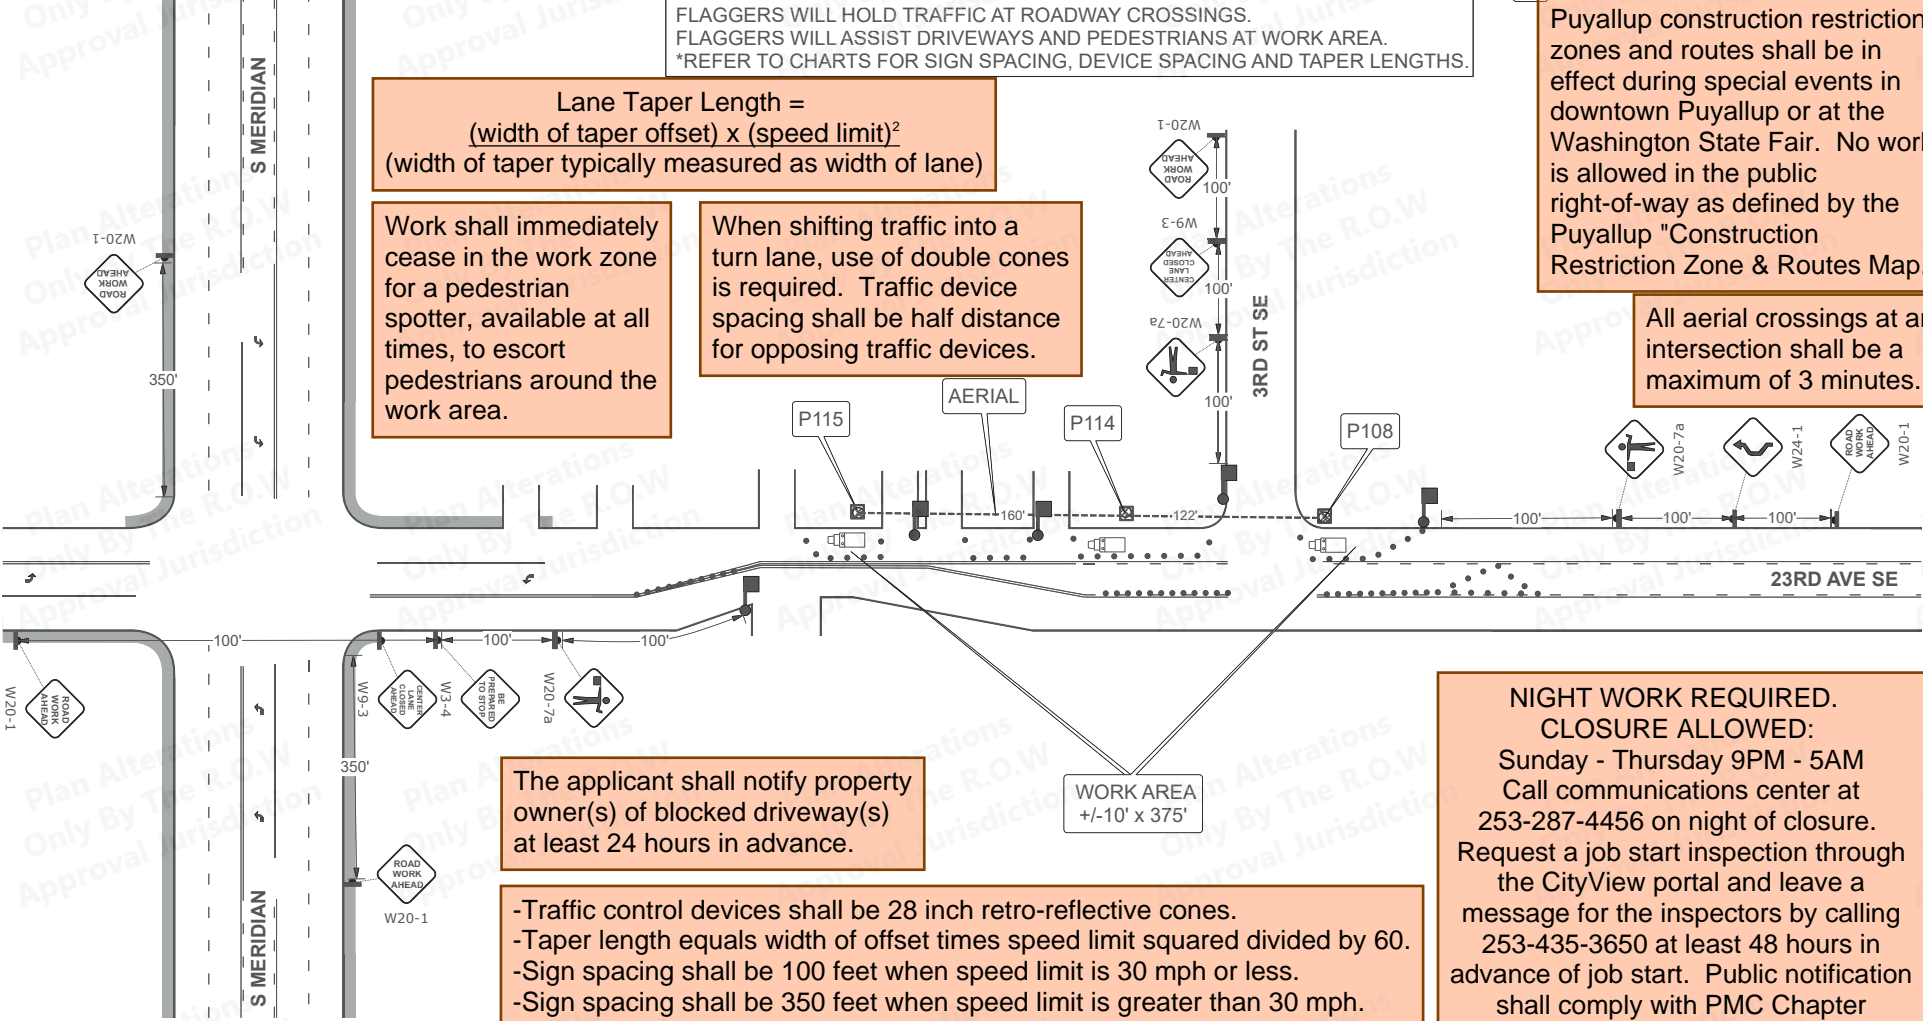 FLAGGERS WILL HOLD TRAFFIC AT ROADWAY CROSSINGS.
FLAGGERS WILL ASSIST DRIVEWAYS AND PEDESTRIANS AT WORK AREA.
*REFER TO CHARTS FOR SIGN SPACING, DEVICE SPACING AND TAPER LENGTHS.
Puyallup construction restriction
zones and routes shall be in
effect during special events in
downtown Puyallup or at the
Washington State Fair. No work
is allowed in the public
right-of-way as defined by the
Puyallup "Construction
Restriction Zone & Routes Map.
All aerial crossings at an
intersection shall be a
maximum of 3 minutes.
Lane Taper Length =
(width of taper offset) x (speed limit)²
(width of taper typically measured as width of lane)
Work shall immediately
cease in the work zone
for a pedestrian
spotter, available at all
times, to escort
pedestrians around the
work area.
When shifting traffic into a
turn lane, use of double cones
is required. Traffic device
spacing shall be half distance
for opposing traffic devices.
S MERIDIAN
W20-1
ROAD
WORK
AHEAD
350'
W20-1
ROAD
WORK
AHEAD
100'
W9-3
CENTER
LANE
CLOSED
AHEAD
100'
W20-7a
100'
3RD ST SE
P115
AERIAL
P114
P108
160'
122'
W20-7a
W24-1
ROAD
WORK
AHEAD
W20-1
100'
100'
100'
23RD AVE SE
100'
100'
100'
W20-1
ROAD
WORK
AHEAD
W9-3
CENTER
LANE
CLOSED
AHEAD
W3-4
BE
PREPARED
TO STOP
W20-7a
350'
ROAD
WORK
AHEAD
W20-1
S MERIDIAN
WORK AREA
+/-10' x 375'
The applicant shall notify property
owner(s) of blocked driveway(s)
at least 24 hours in advance.
-Traffic control devices shall be 28 inch retro-reflective cones.
-Taper length equals width of offset times speed limit squared divided by 60.
-Sign spacing shall be 100 feet when speed limit is 30 mph or less.
-Sign spacing shall be 350 feet when speed limit is greater than 30 mph.
NIGHT WORK REQUIRED.
CLOSURE ALLOWED:
Sunday - Thursday 9PM - 5AM
Call communications center at
253-287-4456 on night of closure.
Request a job start inspection through
the CityView portal and leave a
message for the inspectors by calling
253-435-3650 at least 48 hours in
advance of job start. Public notification
shall comply with PMC Chapter
Plan Alterations
Only By The R.O.W
Approval Jurisdiction